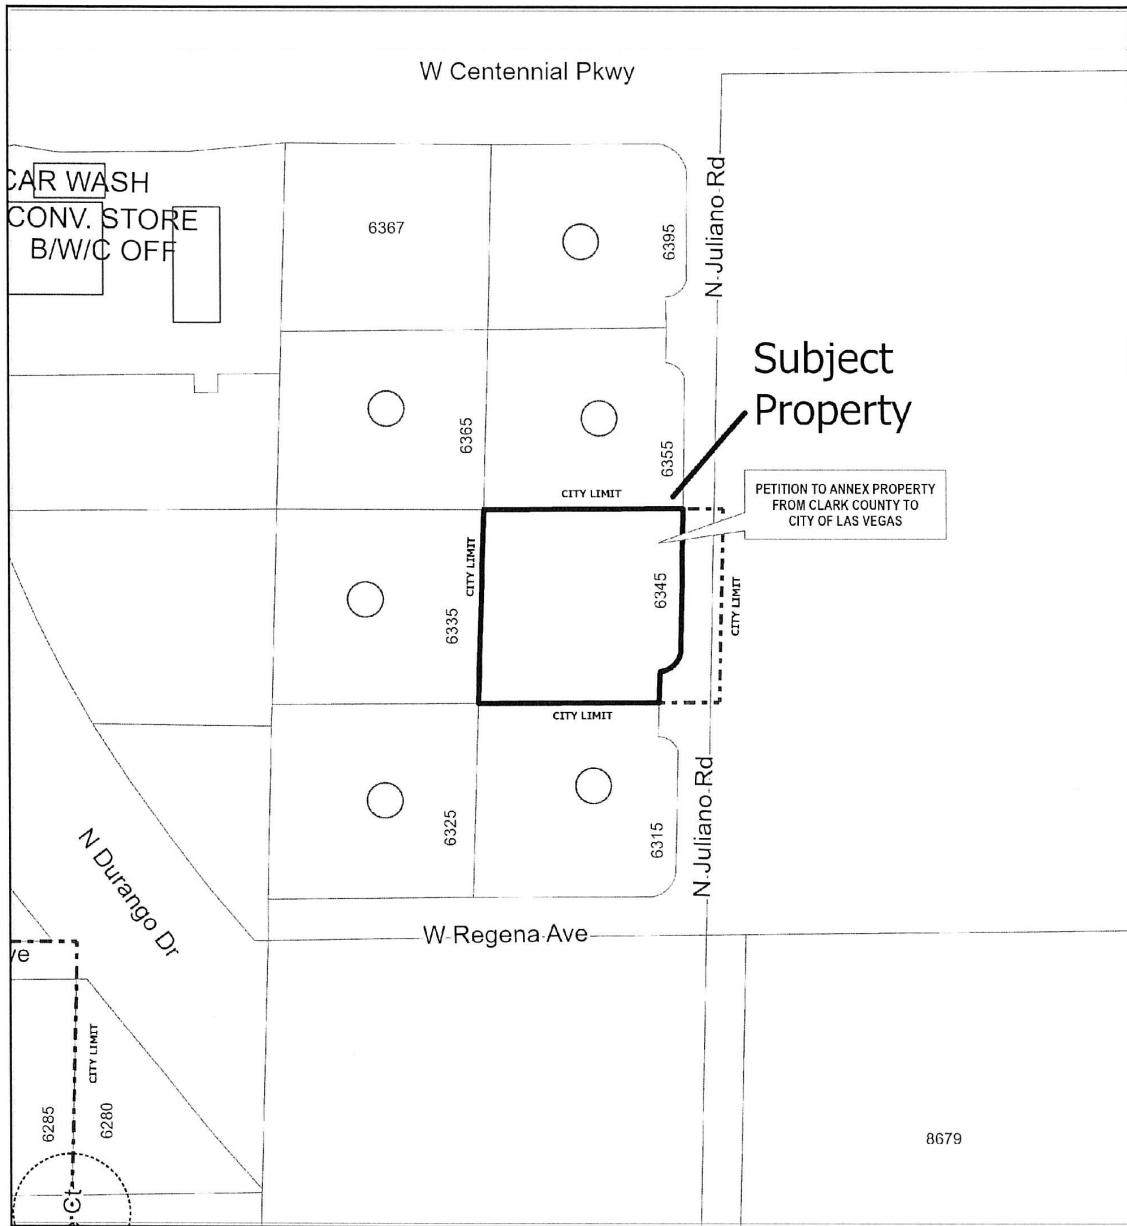 W Centennial Pkwy
CAR WASH
CONV. STORE
B/W/C OFF
6367
6395
N Juliano Rd
Subject
Property
6365
6355
CITY LIMIT
PETITION TO ANNEX PROPERTY
FROM CLARK COUNTY TO
CITY OF LAS VEGAS
CITY LIMIT
6335
6345
CITY LIMIT
CITY LIMIT
6325
6315
N Juliano Rd
N Durango Dr
W Regena Ave
ve
CITY LIMIT
6285
6280
8679
Ct